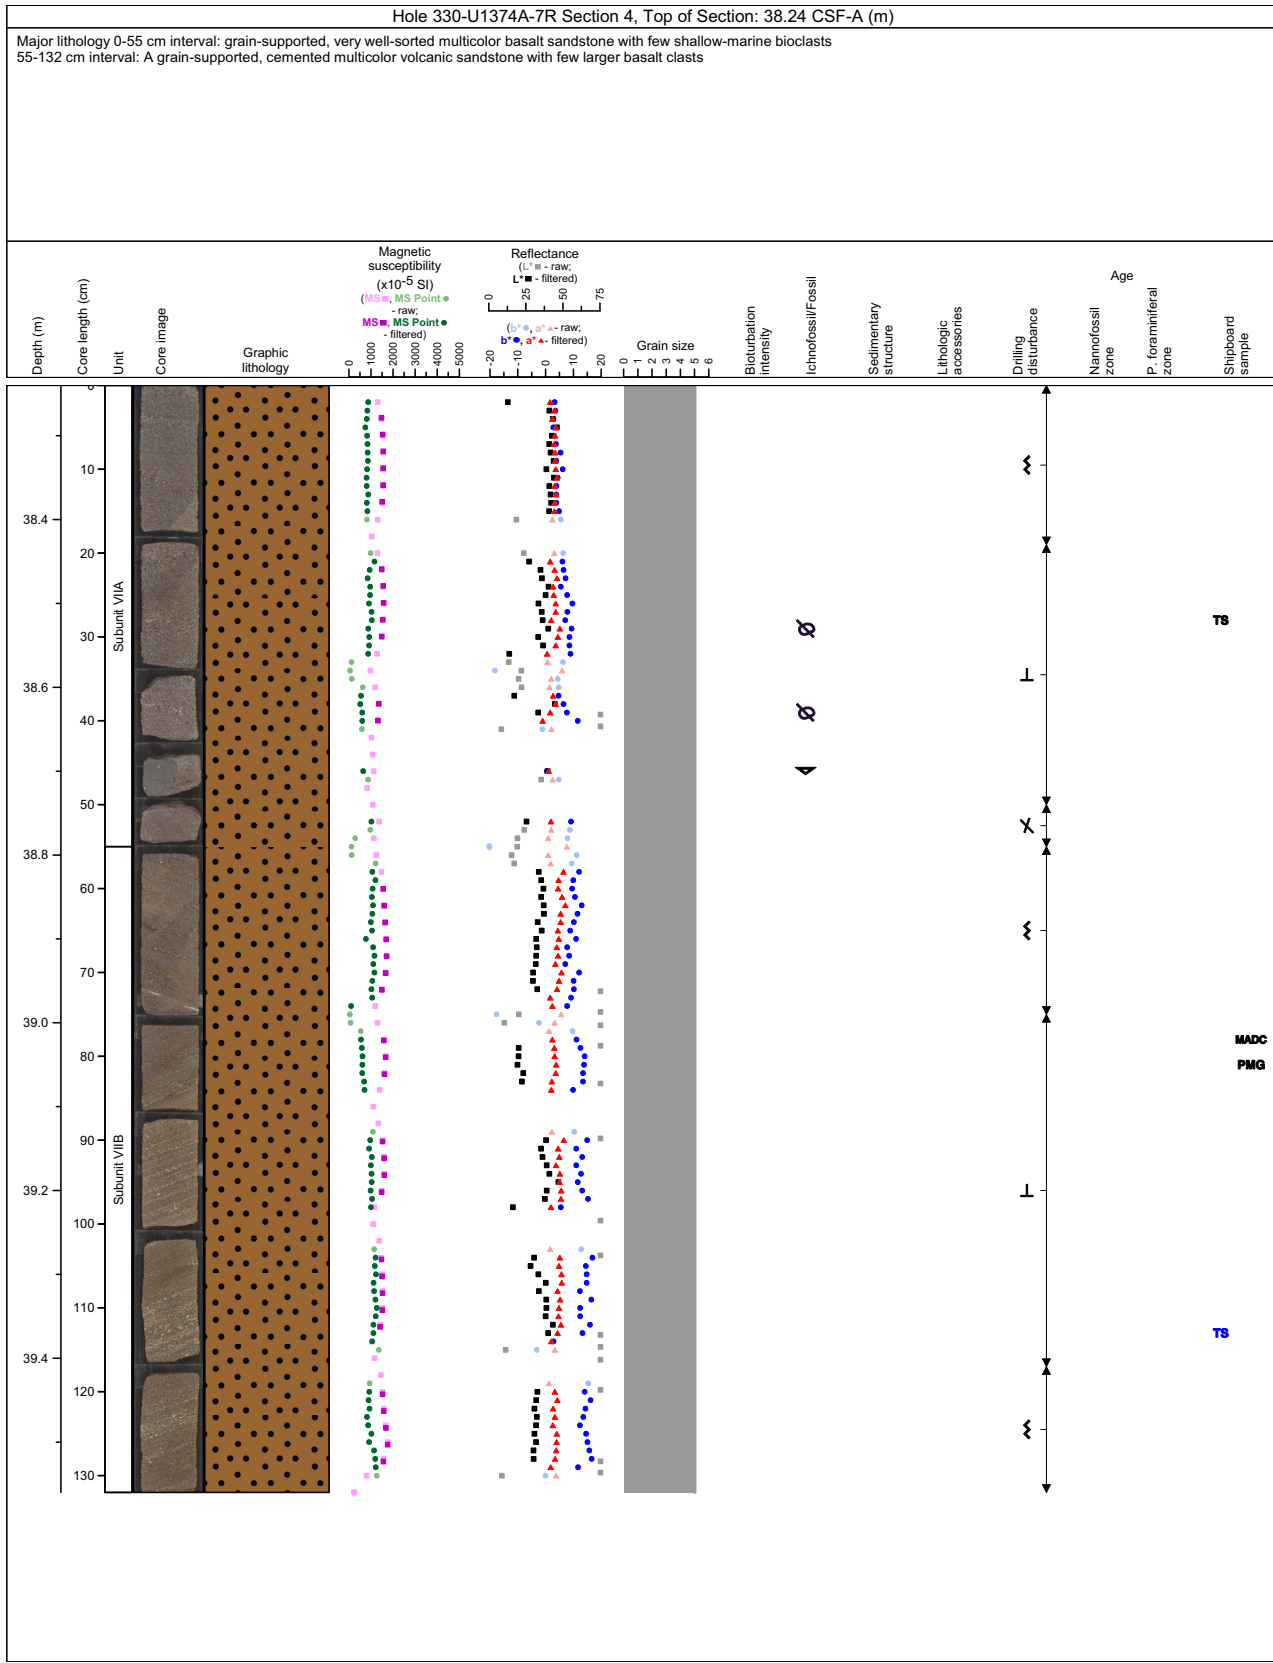 Hole 330-U1374A-7R Section 4, Top of Section: 38.24 CSF-A (m)
Major lithology 0-55 cm interval: grain-supported, very well-sorted multicolor basalt sandstone with few shallow-marine bioclasts
55-132 cm interval: A grain-supported, cemented multicolor volcanic sandstone with few larger basalt clasts
Depth (m)
Core length (cm)
Unit
Core image
Graphic
lithology
Magnetic
susceptibility
(x10-5 SI)
(MS■, MS Point ●
- raw;
MS■, MS Point ●
- filtered)
0 1000 2000 3000 4000 5000
Reflectance
(L*■ - raw;
L*■ - filtered)
0 25 50 75
(b*●, a*▲- raw;
b*●, a*▲- filtered)
-20 -10 0 10 20
Grain size
0 1 2 3 4 5 6
Bioturbation
intensity
Ichnofossil/Fossil
Sedimentary
structure
Lithologic
accessories
Drilling
disturbance
Age
Nannofossil
zone
P. foraminiferal
zone
Shipboard
sample
0
10
38.4
20
Subunit VIIA
30
TS
38.6
40
50
38.8
60
70
39.0
MADC
80
PMG
90
Subunit VIIB
39.2
100
110
TS
39.4
120
130